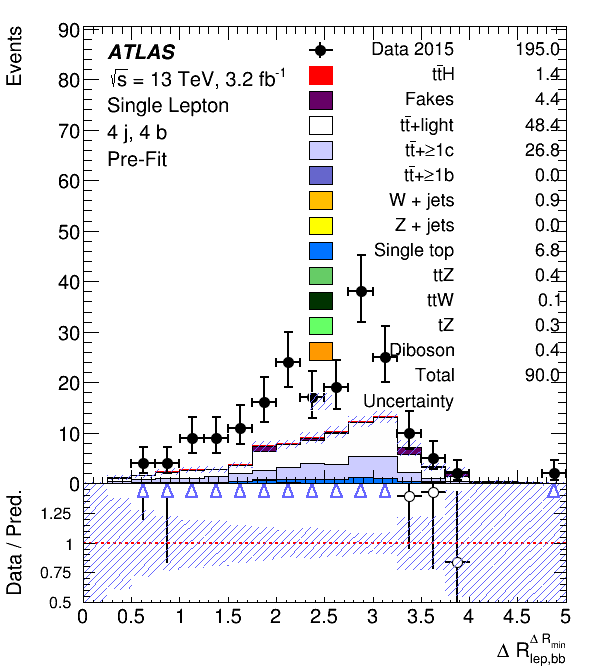 Events
90
80
70
60
50
40
30
20
10
0
ATLAS
√s = 13 TeV, 3.2 fb⁻¹
Single Lepton
4 j, 4 b
Pre-Fit
Data 2015 195.0
tt̄H 1.4
Fakes 4.4
tt̄+light 48.4
tt̄+≥1c 26.8
tt̄+≥1b 0.0
W + jets 0.9
Z + jets 0.0
Single top 6.8
ttZ 0.4
ttW 0.1
tZ 0.3
Diboson 0.4
Total 90.0
Uncertainty
Data / Pred.
1.25
1
0.75
0.5
0 0.5 1 1.5 2 2.5 3 3.5 4 4.5 5
Δ R_{lep,bb}^{Δ R_{min}}